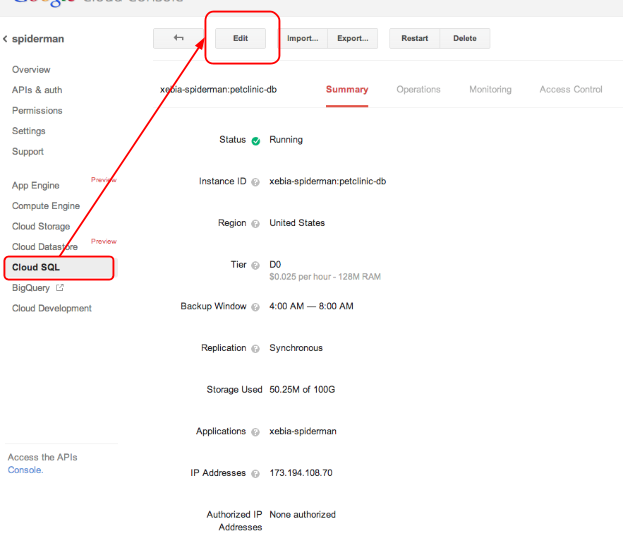 Google Cloud Console
spiderman
Edit
Import...
Export...
Restart
Delete
Overview
APIs & auth
Permissions
Settings
Support
App Engine Preview
Compute Engine
Cloud Storage
Cloud Datastore Preview
Cloud SQL
BigQuery
Cloud Development
Access the APIs
Console.
xebia-spiderman:petclinic-db
Summary
Operations
Monitoring
Access Control
Status Running
Instance ID ? xebia-spiderman:petclinic-db
Region ? United States
Tier ? D0
$0.025 per hour - 128M RAM
Backup Window ? 4:00 AM — 8:00 AM
Replication ? Synchronous
Storage Used 50.25M of 100G
Applications ? xebia-spiderman
IP Addresses ? 173.194.108.70
Authorized IP None authorized
Addresses